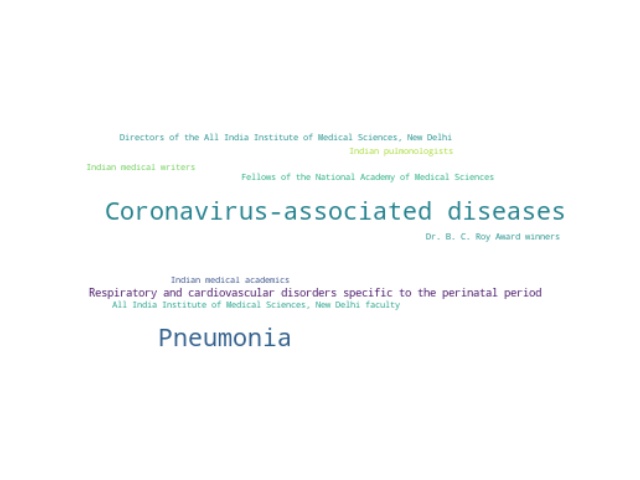 Directors of the All India Institute of Medical Sciences, New Delhi
Indian pulmonologists
Indian medical writers
Fellows of the National Academy of Medical Sciences
Coronavirus-associated diseases
Dr. B. C. Roy Award winners
Indian medical academics
Respiratory and cardiovascular disorders specific to the perinatal period
All India Institute of Medical Sciences, New Delhi faculty
Pneumonia